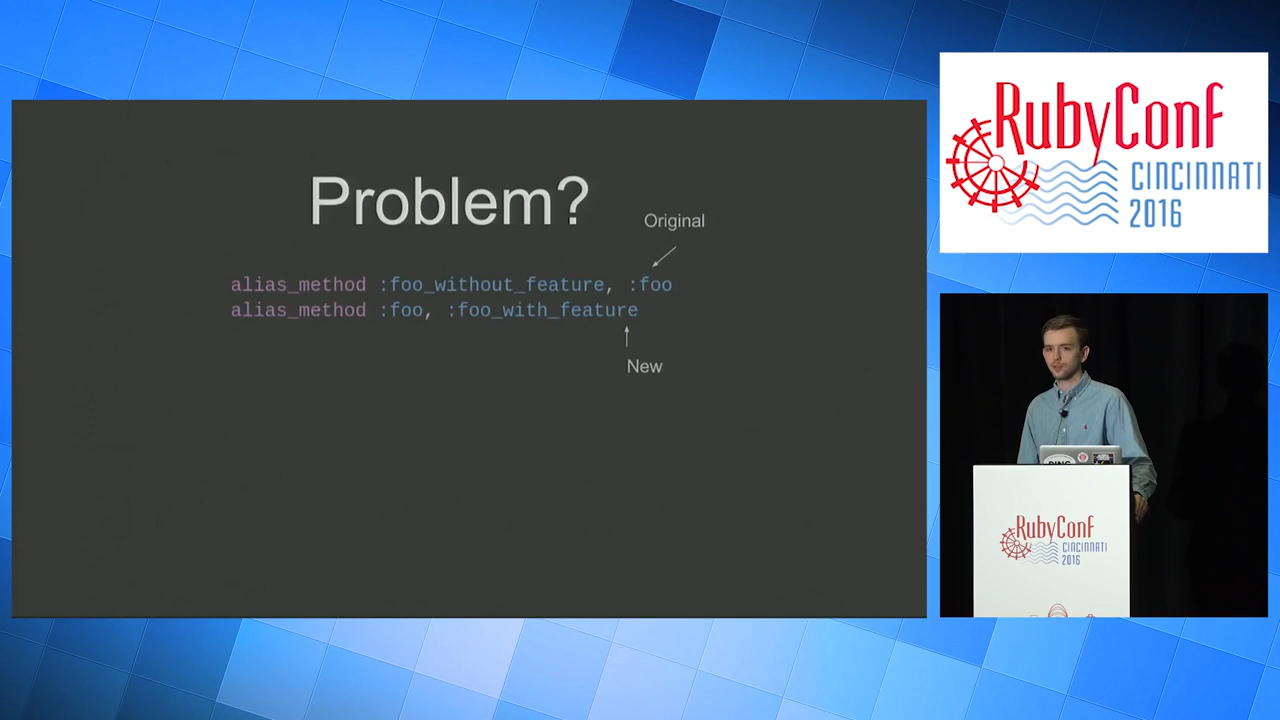 Problem?
Original
alias_method :foo_without_feature, :foo
alias_method :foo, :foo_with_feature
New
RubyConf
CINCINNATI
2016
RubyConf
CINCINNATI
2016